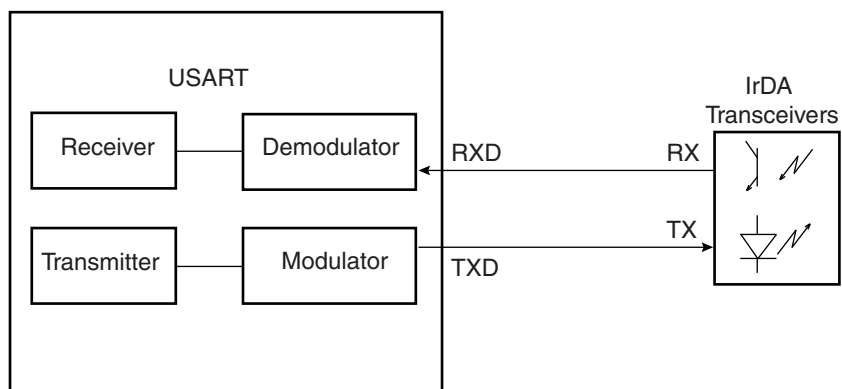 USART
IrDA
Transceivers
Receiver
Demodulator
RXD
RX
Transmitter
Modulator
TX
TXD